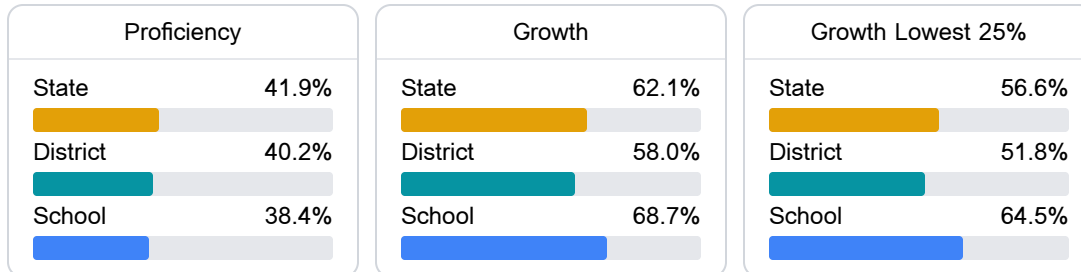 Proficiency
State 41.9%
District 40.2%
School 38.4%
Growth
State 62.1%
District 58.0%
School 68.7%
Growth Lowest 25%
State 56.6%
District 51.8%
School 64.5%